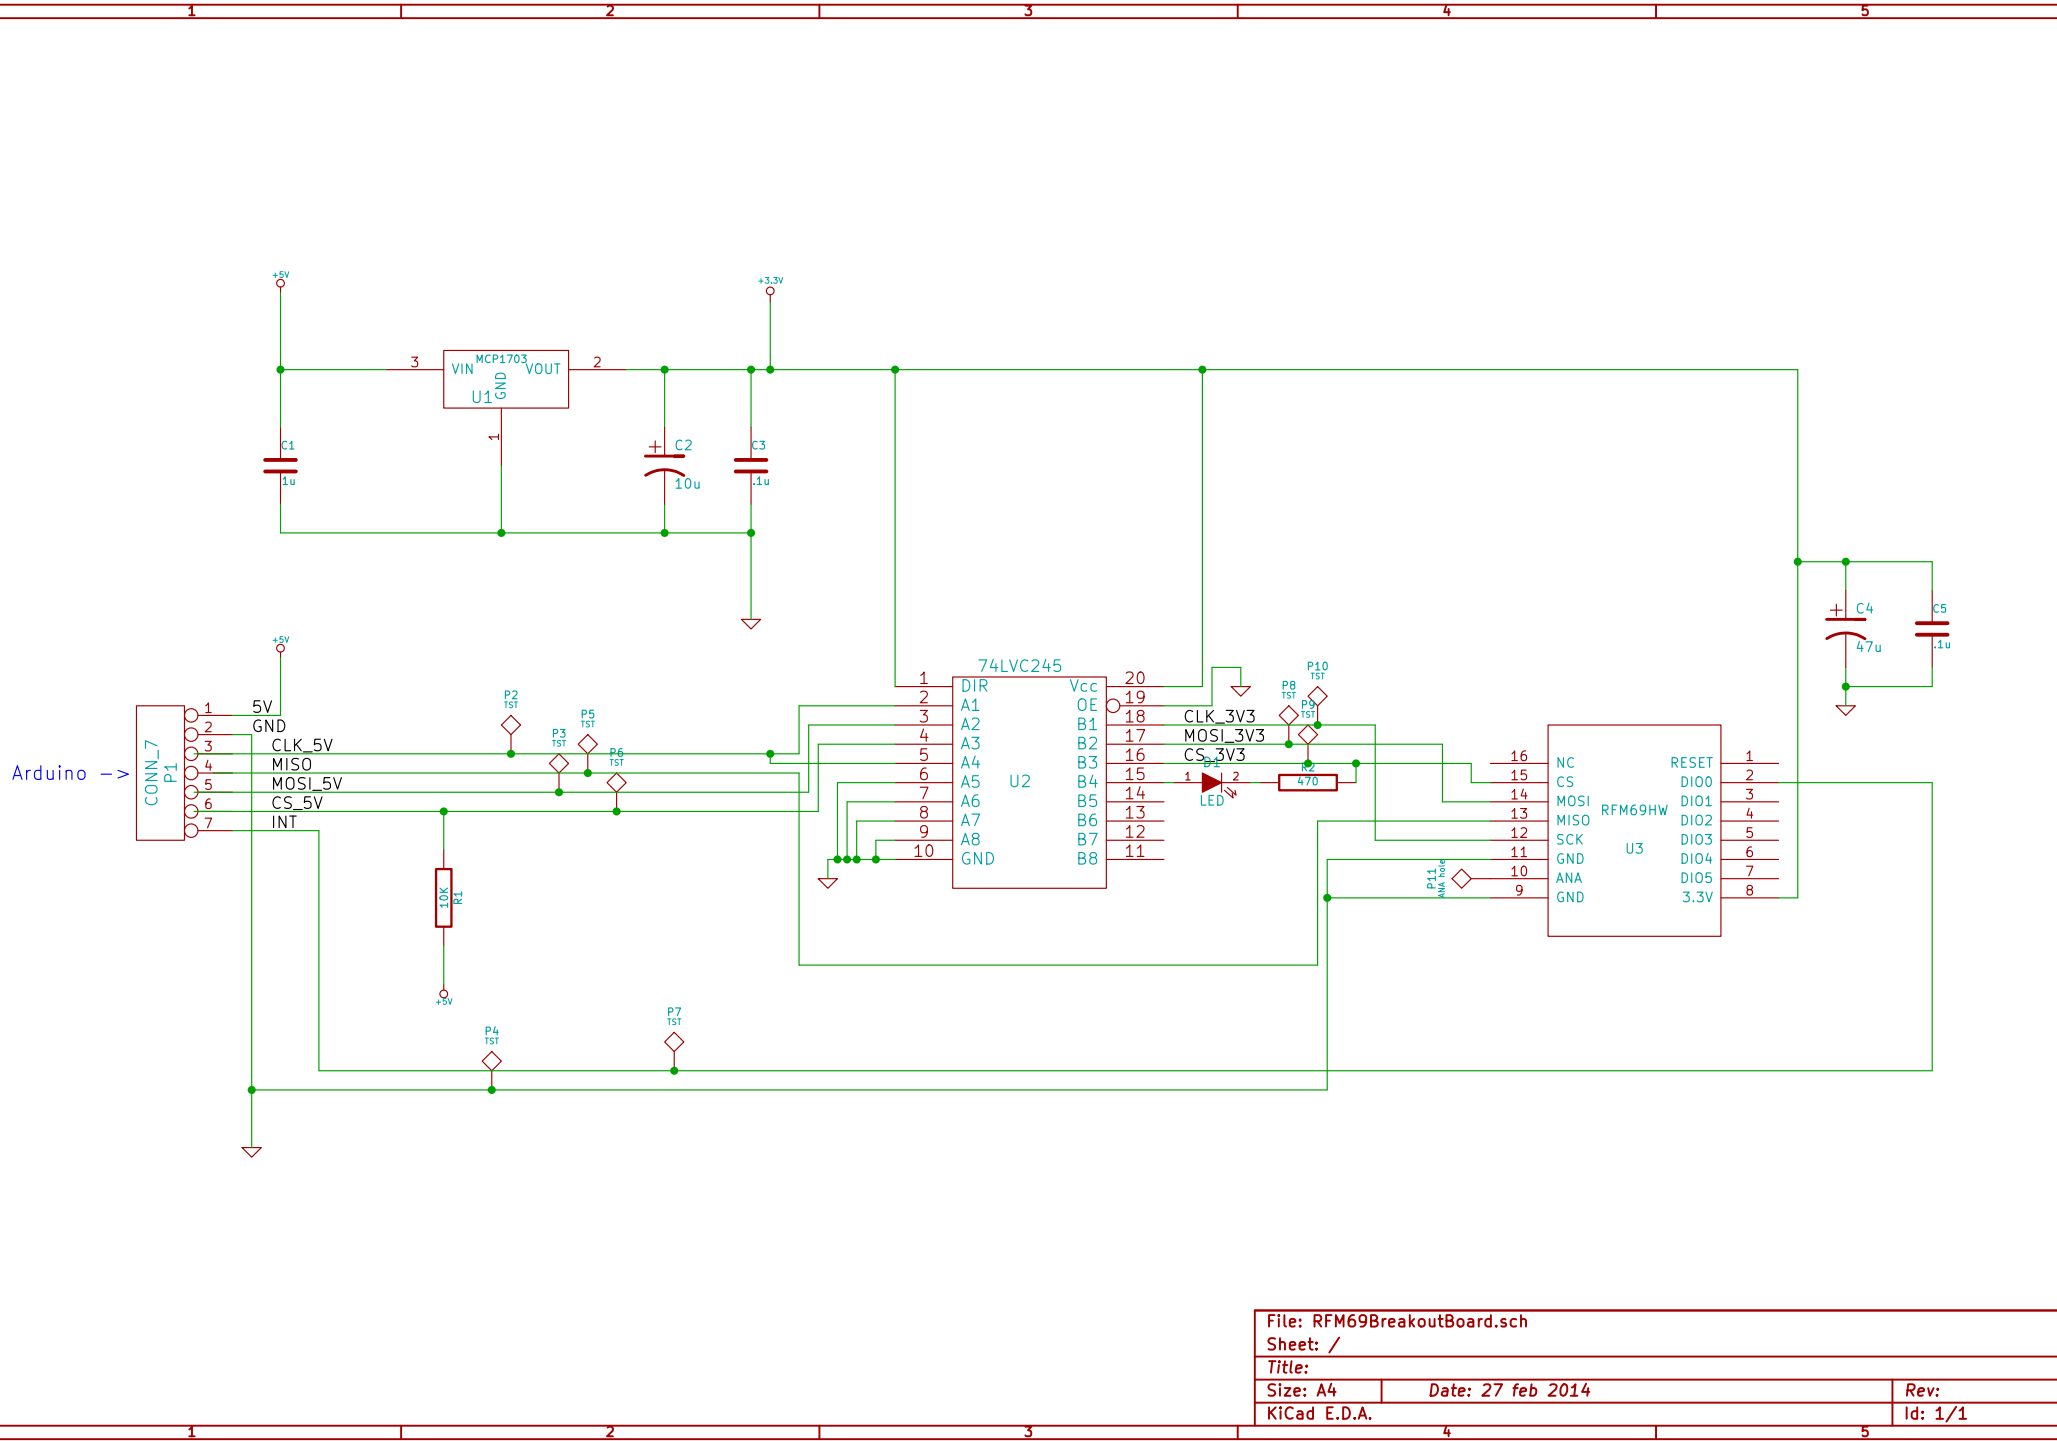 1 2 3 4 5
+5V
+3.3V
3 VIN MCP1703 VOUT 2
U1 GND
1
C1
1u
C2
10u
C3
.1u
C4
47u
C5
.1u
+5V
Arduino ->
CONN_7
P1
1 5V
2 GND
3 CLK_5V
4 MISO
5 MOSI_5V
6 CS_5V
7 INT
P2
TST
P3
TST
P5
TST
P6
TST
10K
R1
+5V
P4
TST
P7
TST
74LVC245
U2
1 DIR Vcc 20
2 A1 OE 19
3 A2 B1 18
4 A3 B2 17
5 A4 B3 16
6 A5 B4 15
7 A6 B5 14
8 A7 B6 13
9 A8 B7 12
10 GND B8 11
CLK_3V3
MOSI_3V3
CS_3V3
P8
TST
P9
TST
P10
TST
D1
1 2
LED
R2
470
P11
ANA hole
RFM69HW
U3
16 NC RESET 1
15 CS DIO0 2
14 MOSI DIO1 3
13 MISO DIO2 4
12 SCK DIO3 5
11 GND DIO4 6
10 ANA DIO5 7
9 GND 3.3V 8
File: RFM69BreakoutBoard.sch
Sheet: /
Title:
Size: A4 Date: 27 feb 2014 Rev:
KiCad E.D.A. Id: 1/1
1 2 3 4 5